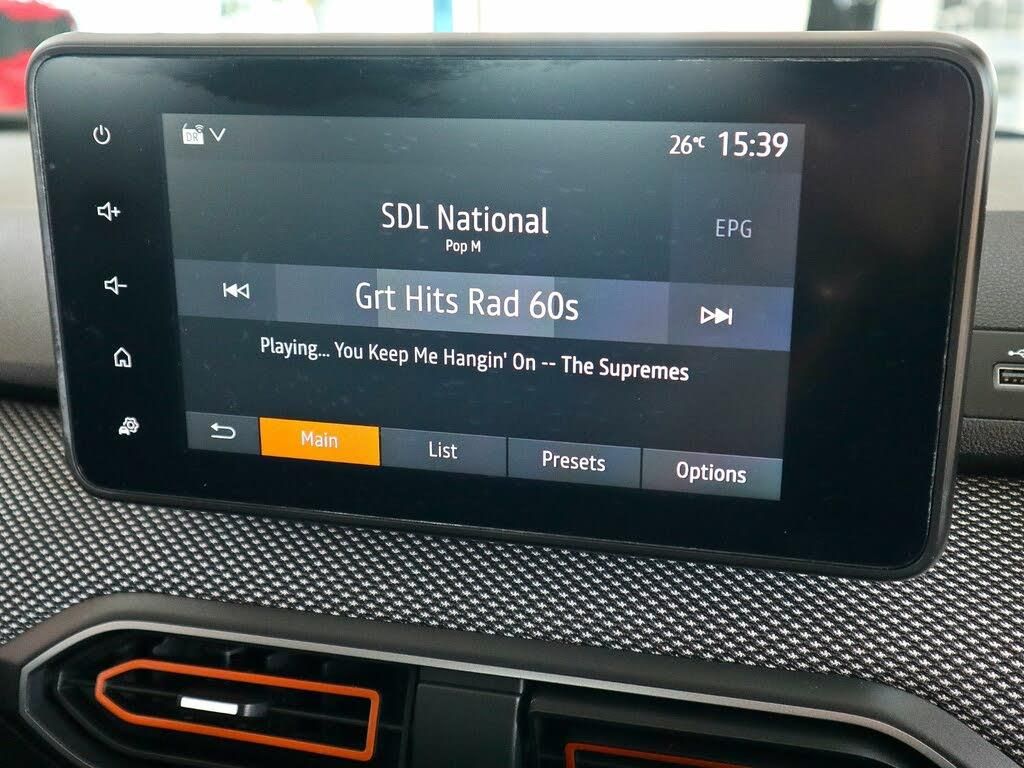 DR
26°C 15:39
SDL National
Pop M
EPG
Grt Hits Rad 60s
Playing... You Keep Me Hangin' On -- The Supremes
Main
List
Presets
Options